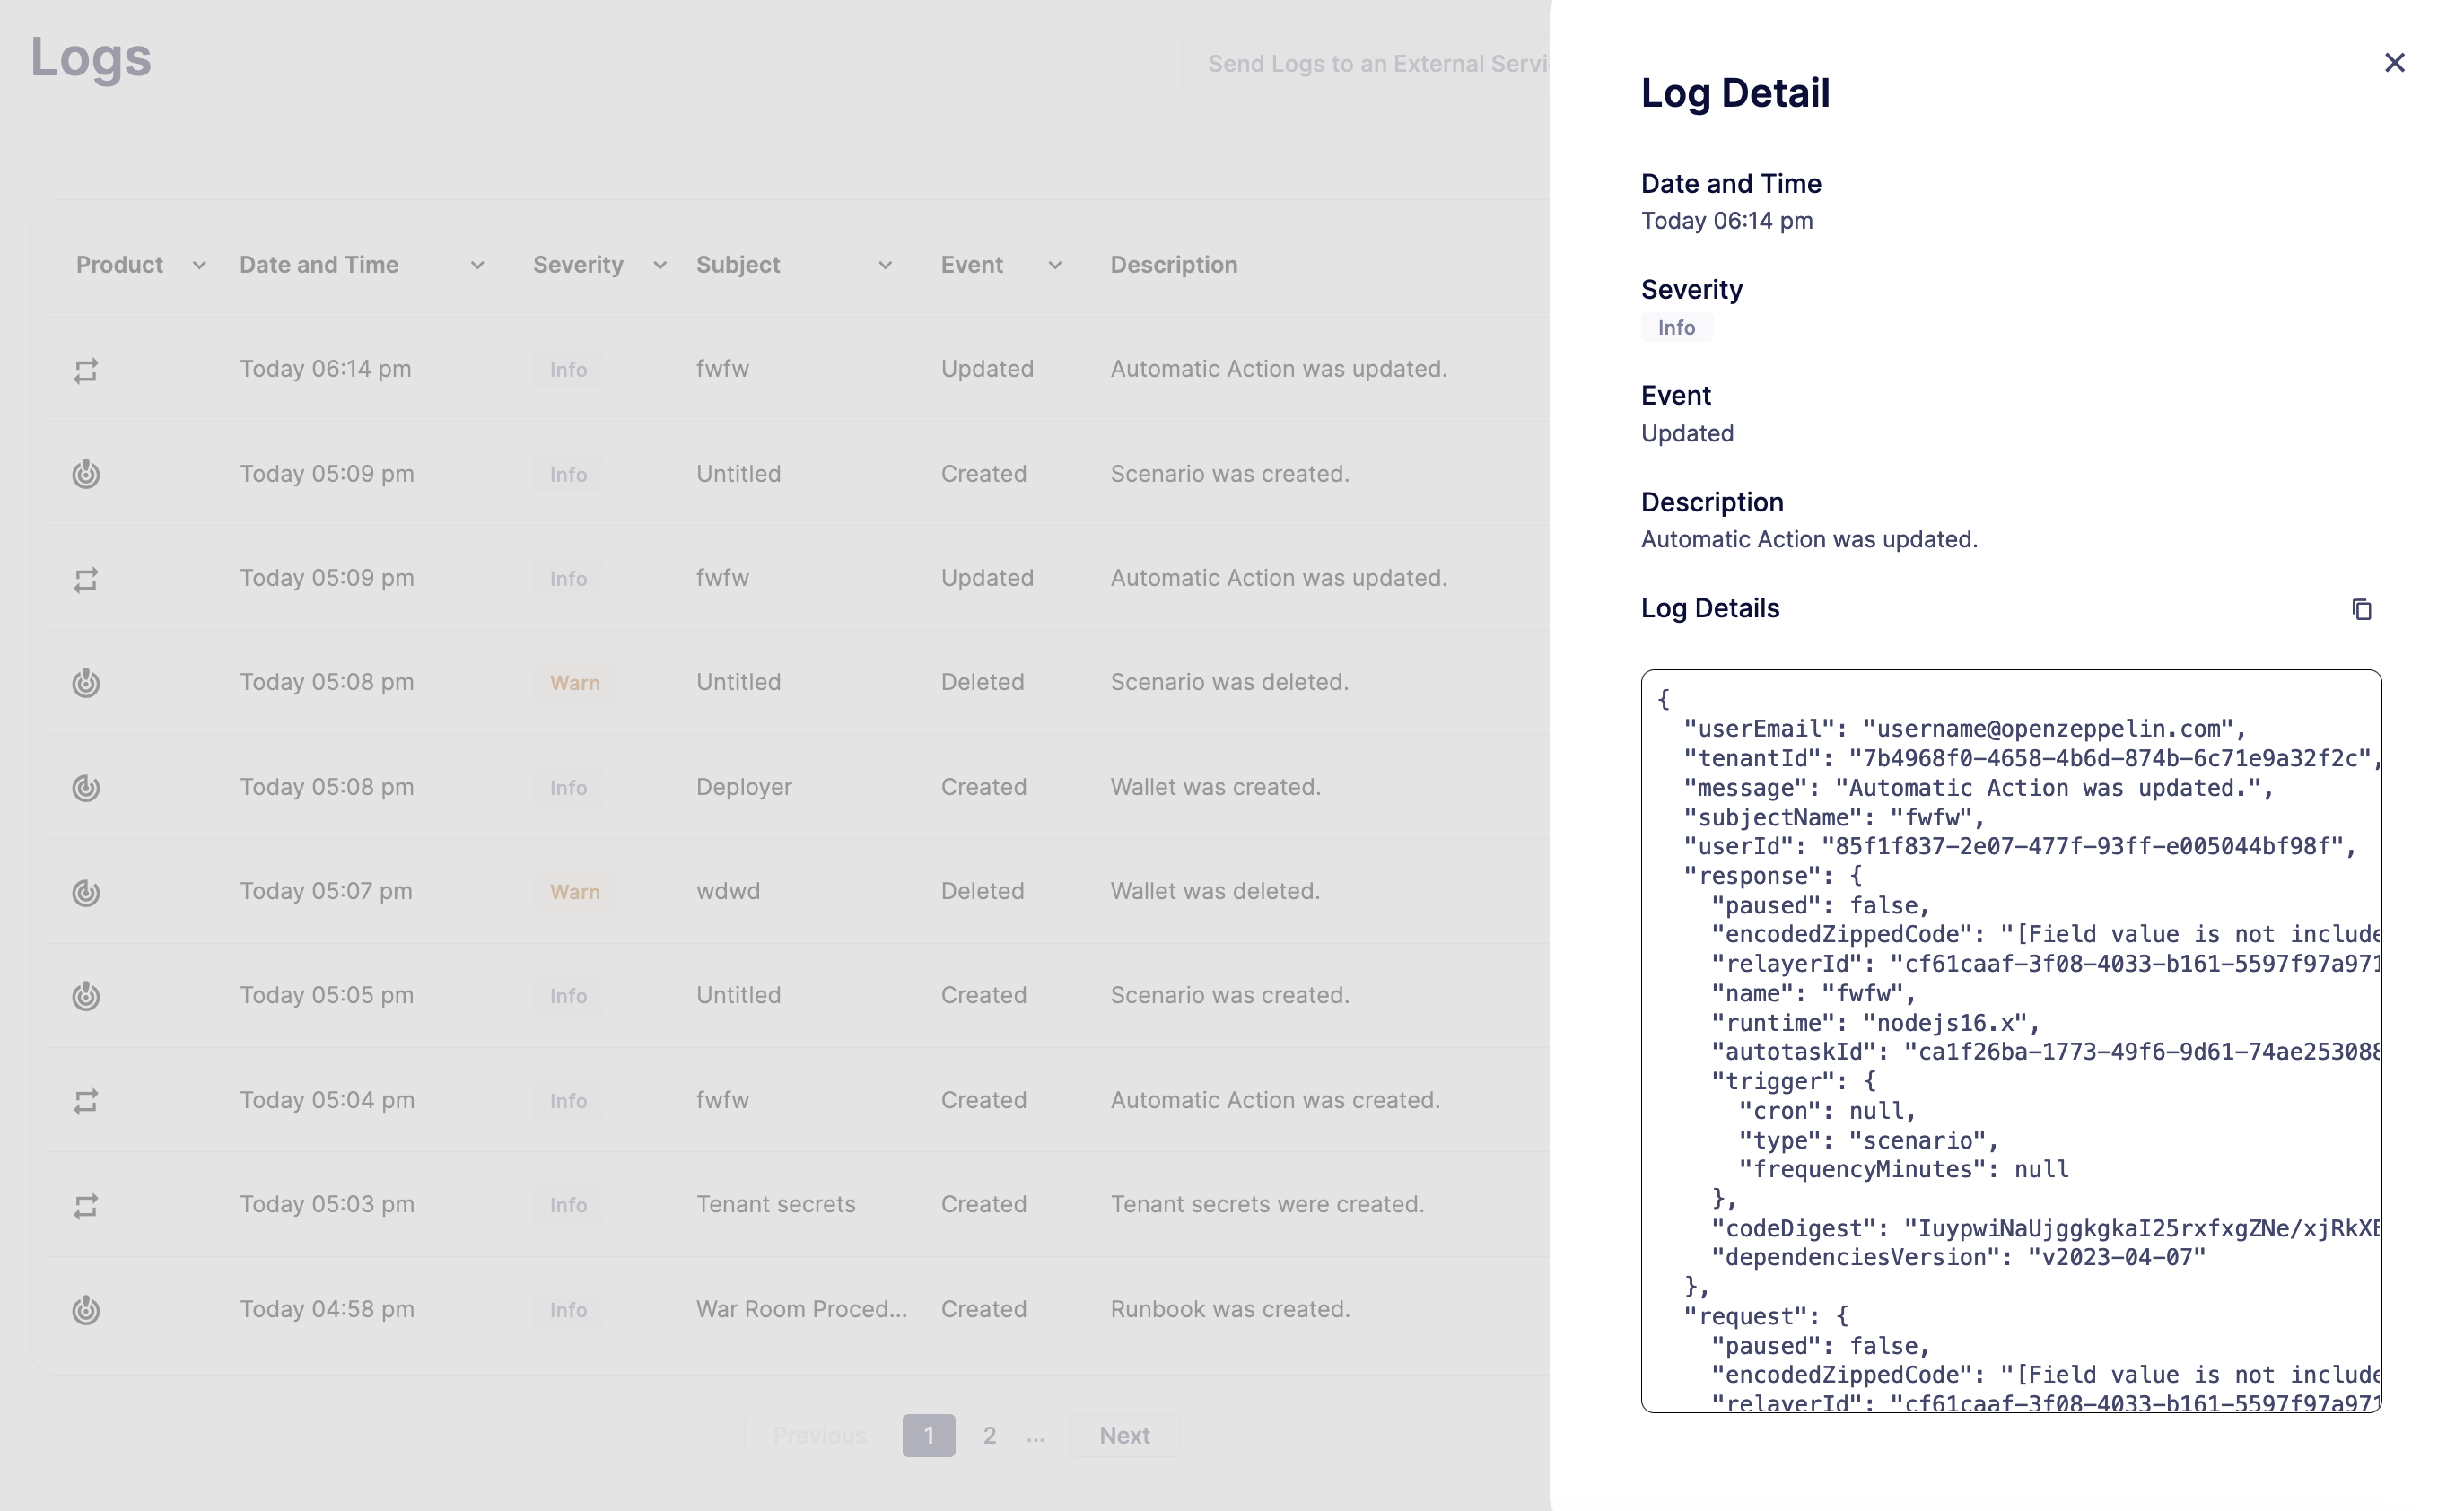 Logs
Send Logs to an External Servi
Product Date and Time Severity Subject Event Description
Today 06:14 pm Info fwfw Updated Automatic Action was updated.
Today 05:09 pm Info Untitled Created Scenario was created.
Today 05:09 pm Info fwfw Updated Automatic Action was updated.
Today 05:08 pm Warn Untitled Deleted Scenario was deleted.
Today 05:08 pm Info Deployer Created Wallet was created.
Today 05:07 pm Warn wdwd Deleted Wallet was deleted.
Today 05:05 pm Info Untitled Created Scenario was created.
Today 05:04 pm Info fwfw Created Automatic Action was created.
Today 05:03 pm Info Tenant secrets Created Tenant secrets were created.
Today 04:58 pm Info War Room Proced... Created Runbook was created.
Previous 1 2 ... Next
Log Detail
Date and Time
Today 06:14 pm
Severity
Info
Event
Updated
Description
Automatic Action was updated.
Log Details
{
"userEmail": "username@openzeppelin.com",
"tenantId": "7b4968f0-4658-4b6d-874b-6c71e9a32f2c",
"message": "Automatic Action was updated.",
"subjectName": "fwfw",
"userId": "85f1f837-2e07-477f-93ff-e005044bf98f",
"response": {
"paused": false,
"encodedZippedCode": "[Field value is not include
"relayerId": "cf61caaf-3f08-4033-b161-5597f97a971
"name": "fwfw",
"runtime": "nodejs16.x",
"autotaskId": "ca1f26ba-1773-49f6-9d61-74ae253088
"trigger": {
"cron": null,
"type": "scenario",
"frequencyMinutes": null
},
"codeDigest": "IuypwiNaUjggkgkaI25rxfxgZNe/xjRkXE
"dependenciesVersion": "v2023-04-07"
},
"request": {
"paused": false,
"encodedZippedCode": "[Field value is not include
"relayerId": "cf61caaf-3f08-4033-b161-5597f97a971